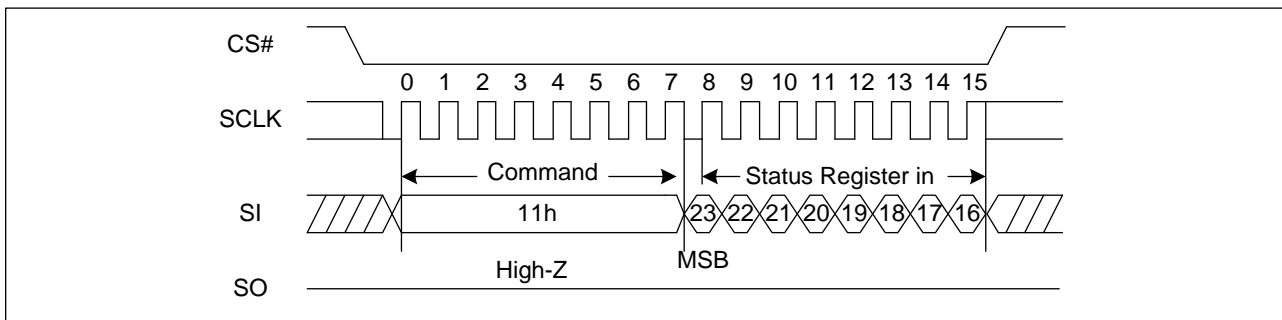 CS#
0 1 2 3 4 5 6 7 8 9 10 11 12 13 14 15
SCLK
Command Status Register in
SI 11h 23 22 21 20 19 18 17 16
High-Z MSB
SO